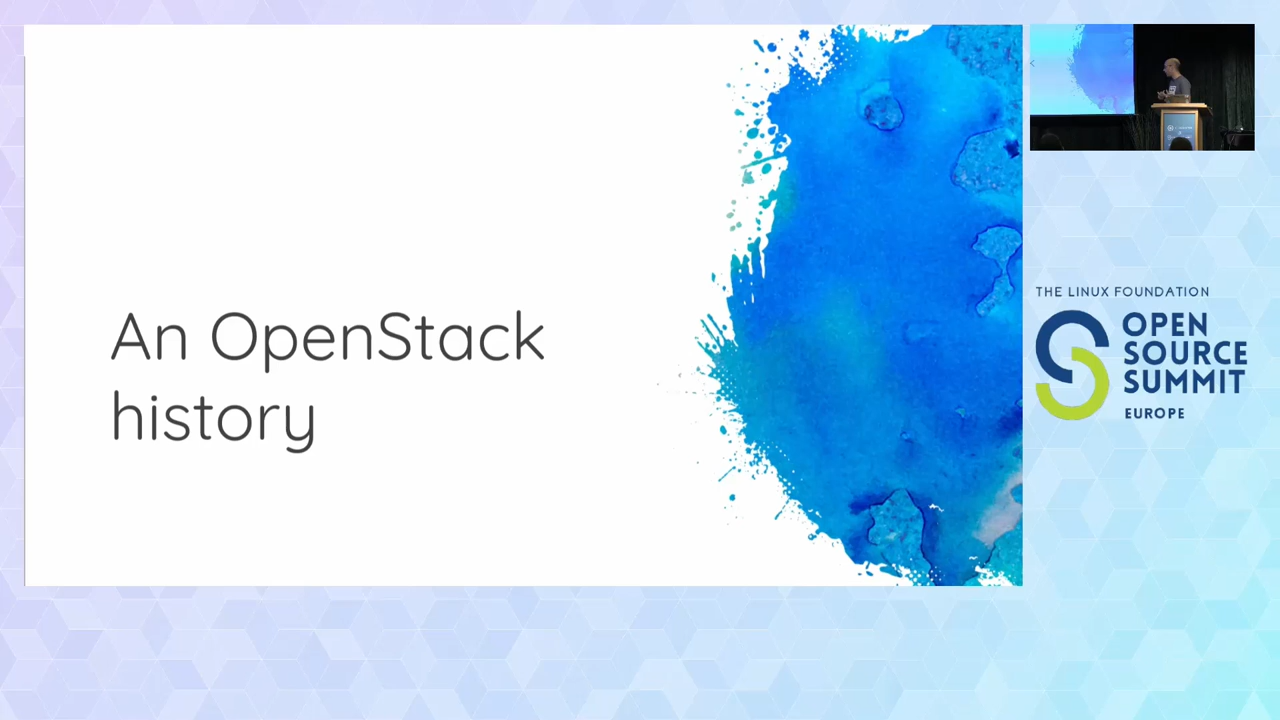 An OpenStack
history
THE LINUX FOUNDATION
OPEN
SOURCE
SUMMIT
EUROPE